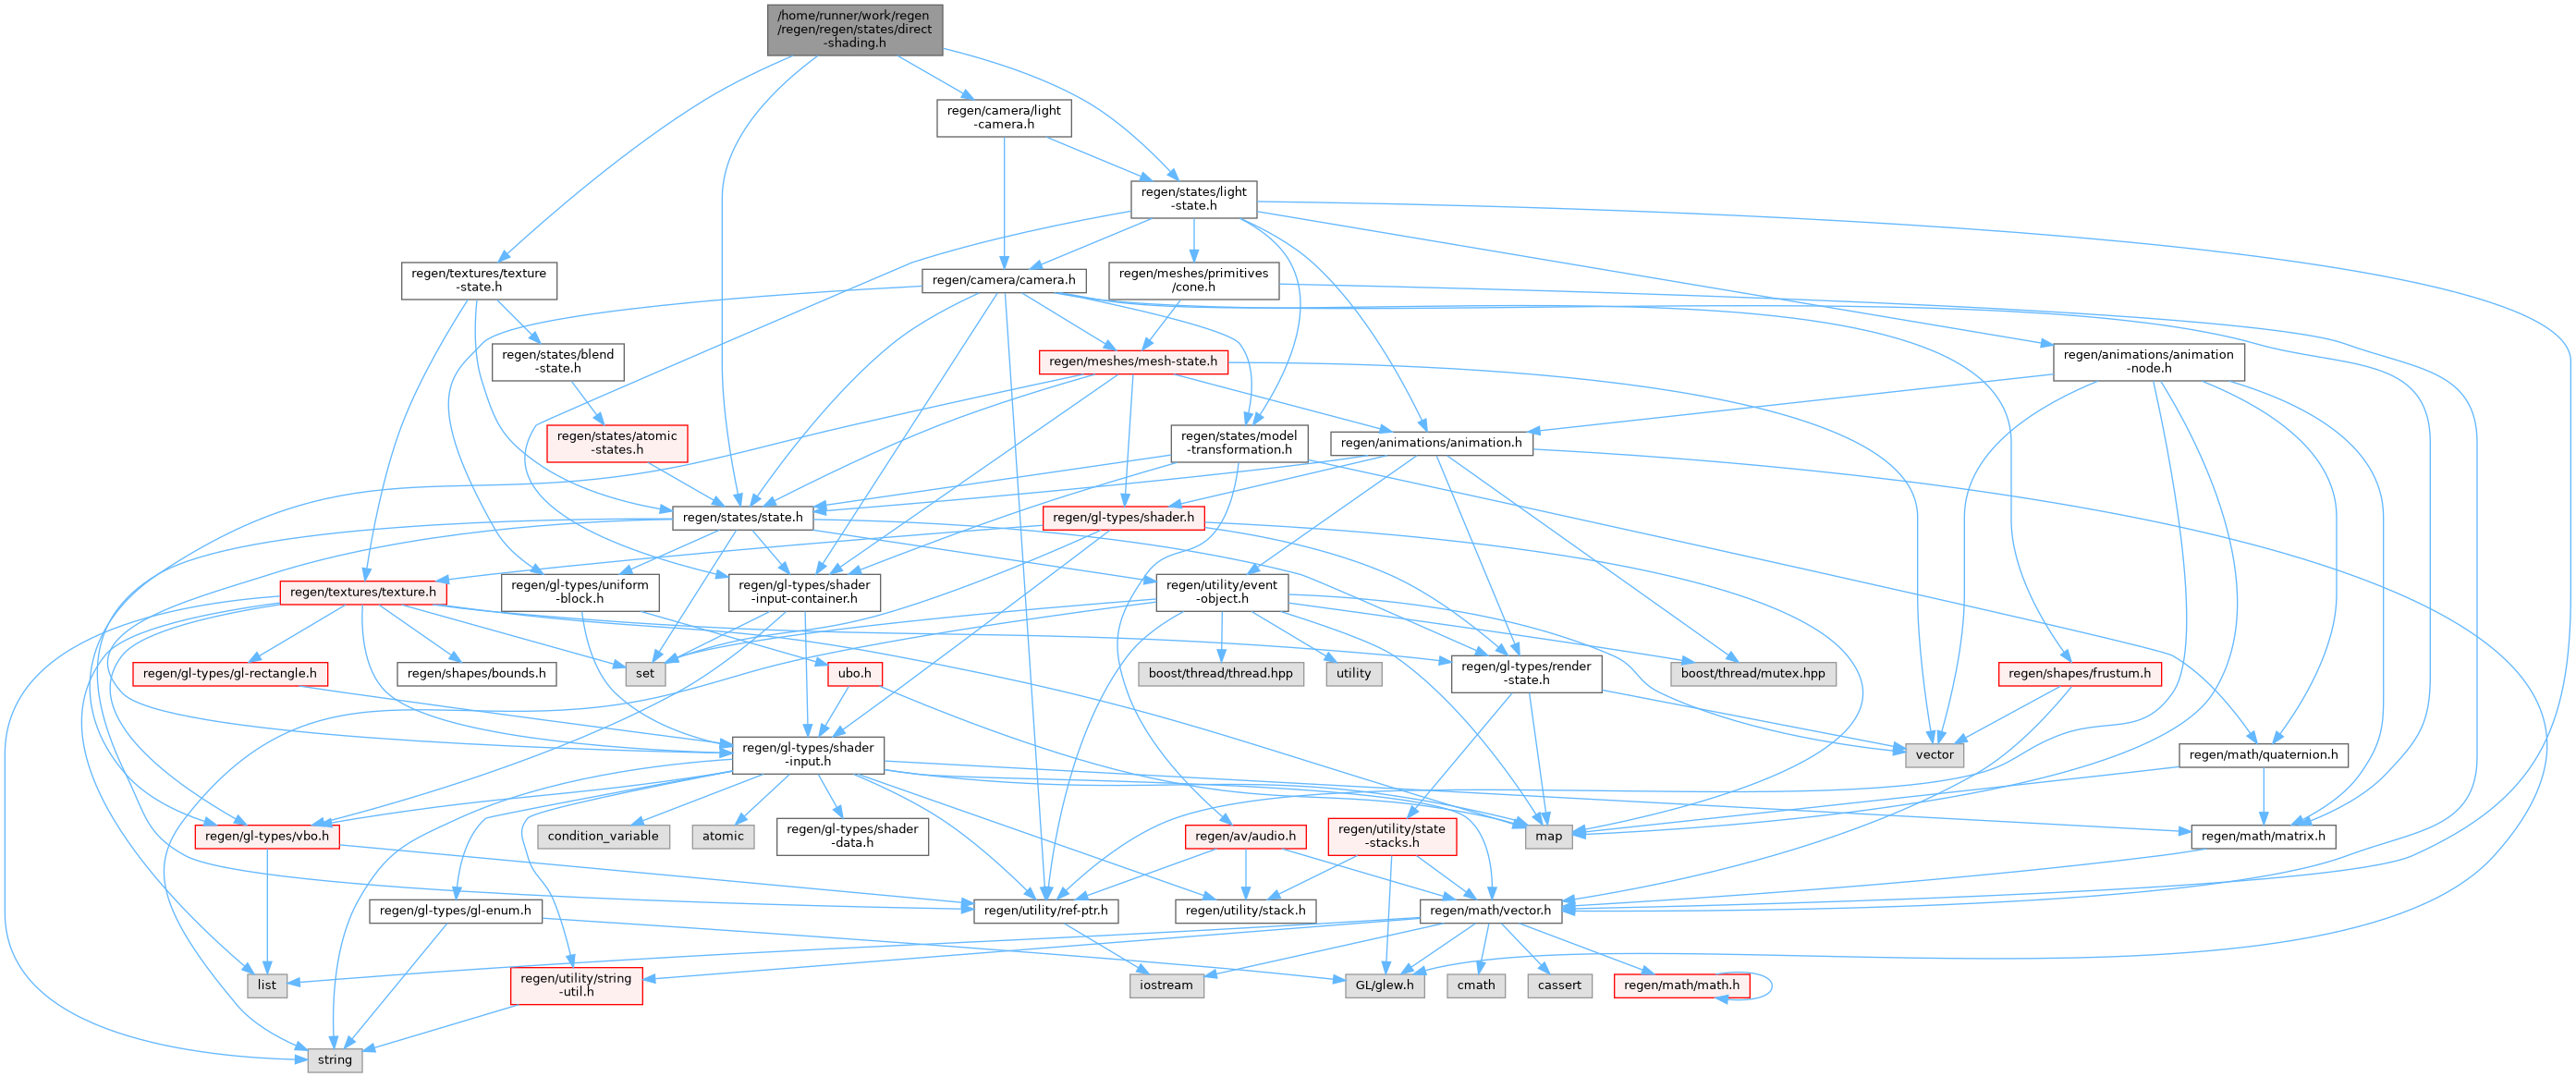 /home/runner/work/regen
/regen/regen/states/direct
-shading.h
regen/camera/light
-camera.h
regen/states/light
-state.h
regen/textures/texture
-state.h
regen/camera/camera.h
regen/meshes/primitives
/cone.h
regen/states/blend
-state.h
regen/meshes/mesh-state.h
regen/animations/animation
-node.h
regen/states/atomic
-states.h
regen/states/model
-transformation.h
regen/animations/animation.h
regen/states/state.h
regen/gl-types/shader.h
regen/textures/texture.h
regen/gl-types/uniform
-block.h
regen/gl-types/shader
-input-container.h
regen/utility/event
-object.h
regen/gl-types/gl-rectangle.h
regen/shapes/bounds.h
set
ubo.h
boost/thread/thread.hpp
utility
regen/gl-types/render
-state.h
boost/thread/mutex.hpp
regen/shapes/frustum.h
regen/gl-types/shader
-input.h
vector
regen/math/quaternion.h
regen/gl-types/vbo.h
condition_variable
atomic
regen/gl-types/shader
-data.h
regen/av/audio.h
regen/utility/state
-stacks.h
map
regen/math/matrix.h
regen/gl-types/gl-enum.h
regen/utility/ref-ptr.h
regen/utility/stack.h
regen/math/vector.h
list
regen/utility/string
-util.h
iostream
GL/glew.h
cmath
cassert
regen/math/math.h
string